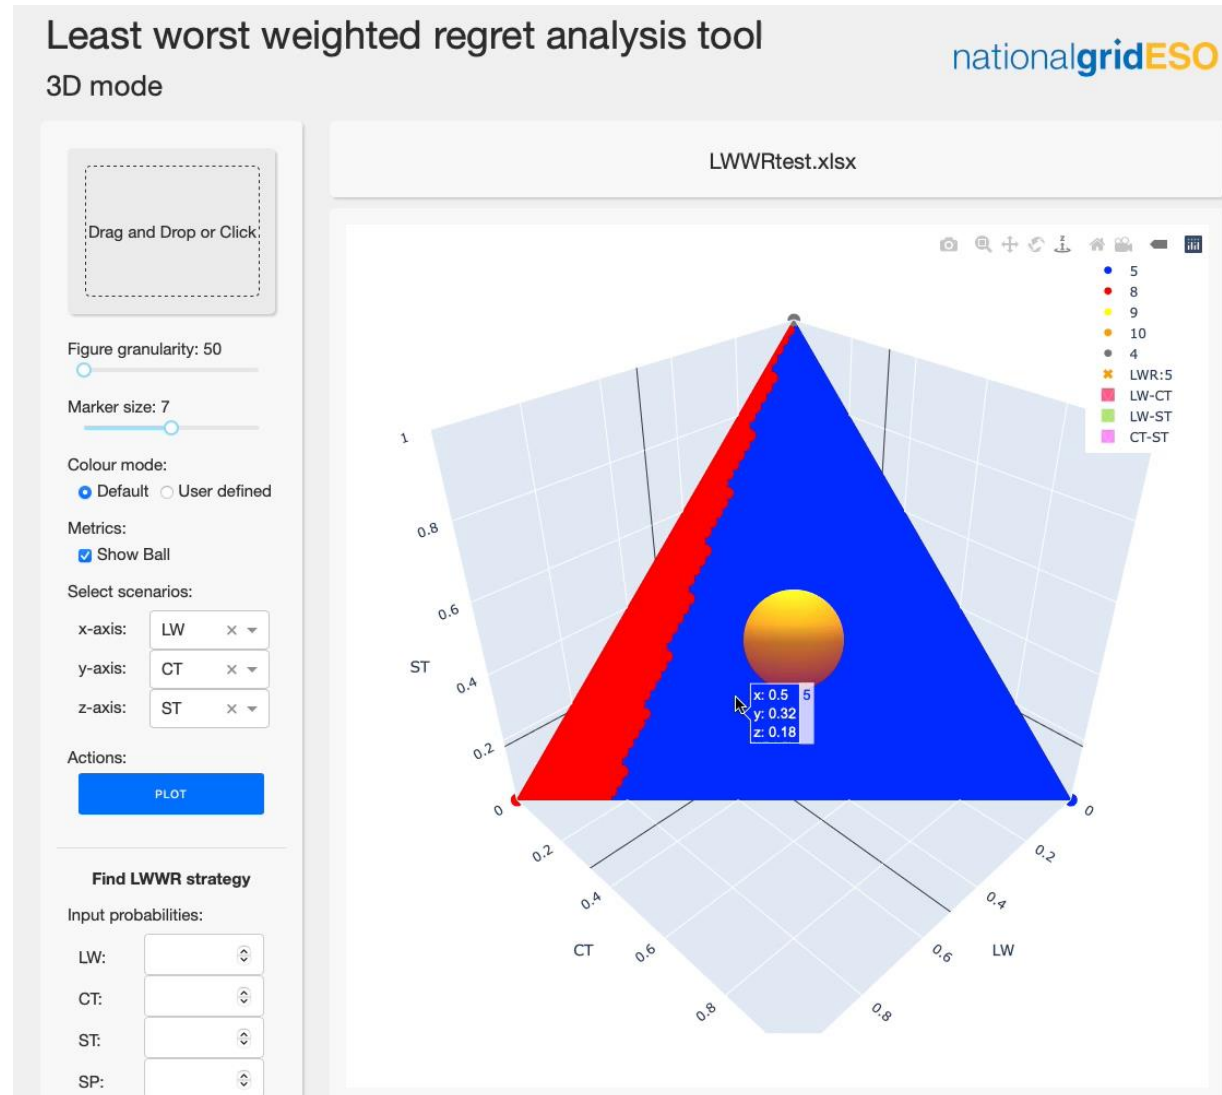 Least worst weighted regret analysis tool
3D mode
nationalgridESO
Drag and Drop or Click
Figure granularity: 50
Marker size: 7
Colour mode:
Default User defined
Metrics:
Show Ball
Select scenarios:
x-axis: LW
y-axis: CT
z-axis: ST
Actions:
PLOT
Find LWWR strategy
Input probabilities:
LW:
CT:
ST:
SP:
LWWRtest.xlsx
5
8
9
10
4
LWR:5
LW-CT
LW-ST
CT-ST
1
0.8
0.6
ST
0.4
0.2
0
x: 0.5 5
y: 0.32
z: 0.18
0.2
0.4
CT
0.6
0.8
0
0.2
0.4
0.6
LW
0.8